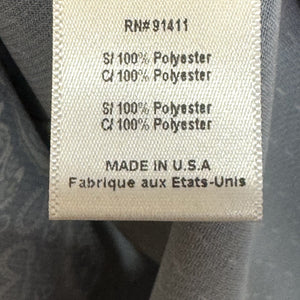 RN# 91411
S/ 100% Polyester
C/ 100% Polyester
S/ 100% Polyester
C/ 100% Polyester
MADE IN U.S.A
Fabrique aux Etats-Unis